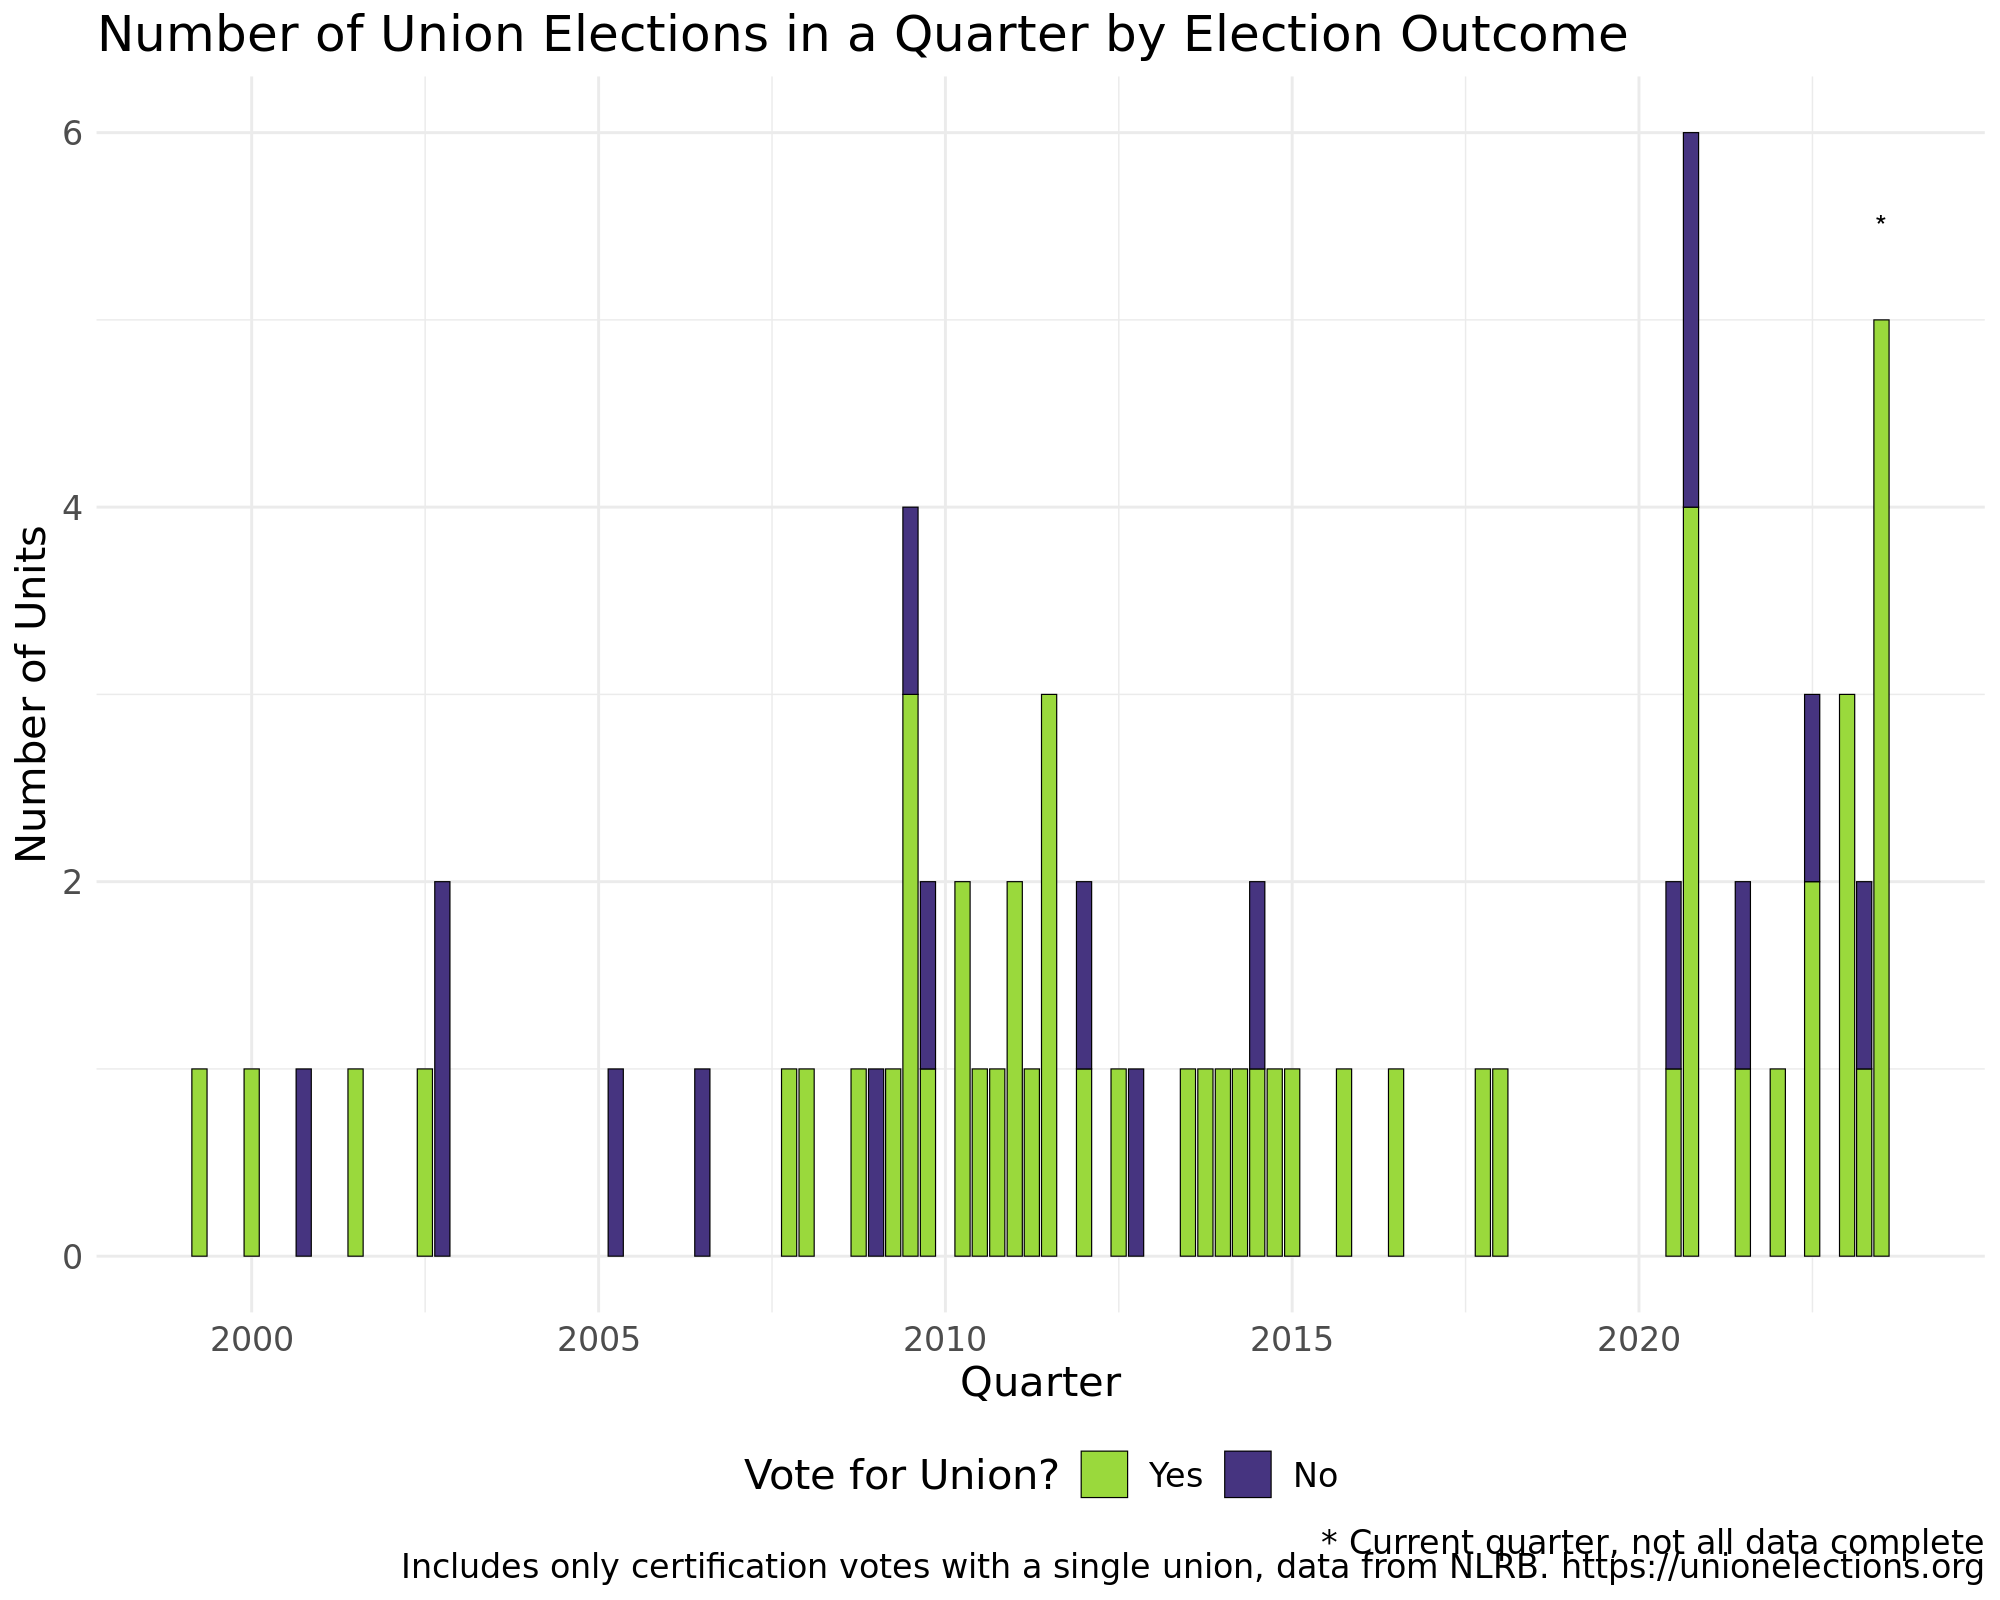 Number of Union Elections in a Quarter by Election Outcome
6
*
4
Number of Units
2
0
2000 2005 2010 2015 2020
Quarter
Vote for Union? Yes No
* Current quarter, not all data complete
Includes only certification votes with a single union, data from NLRB. https://unionelections.org